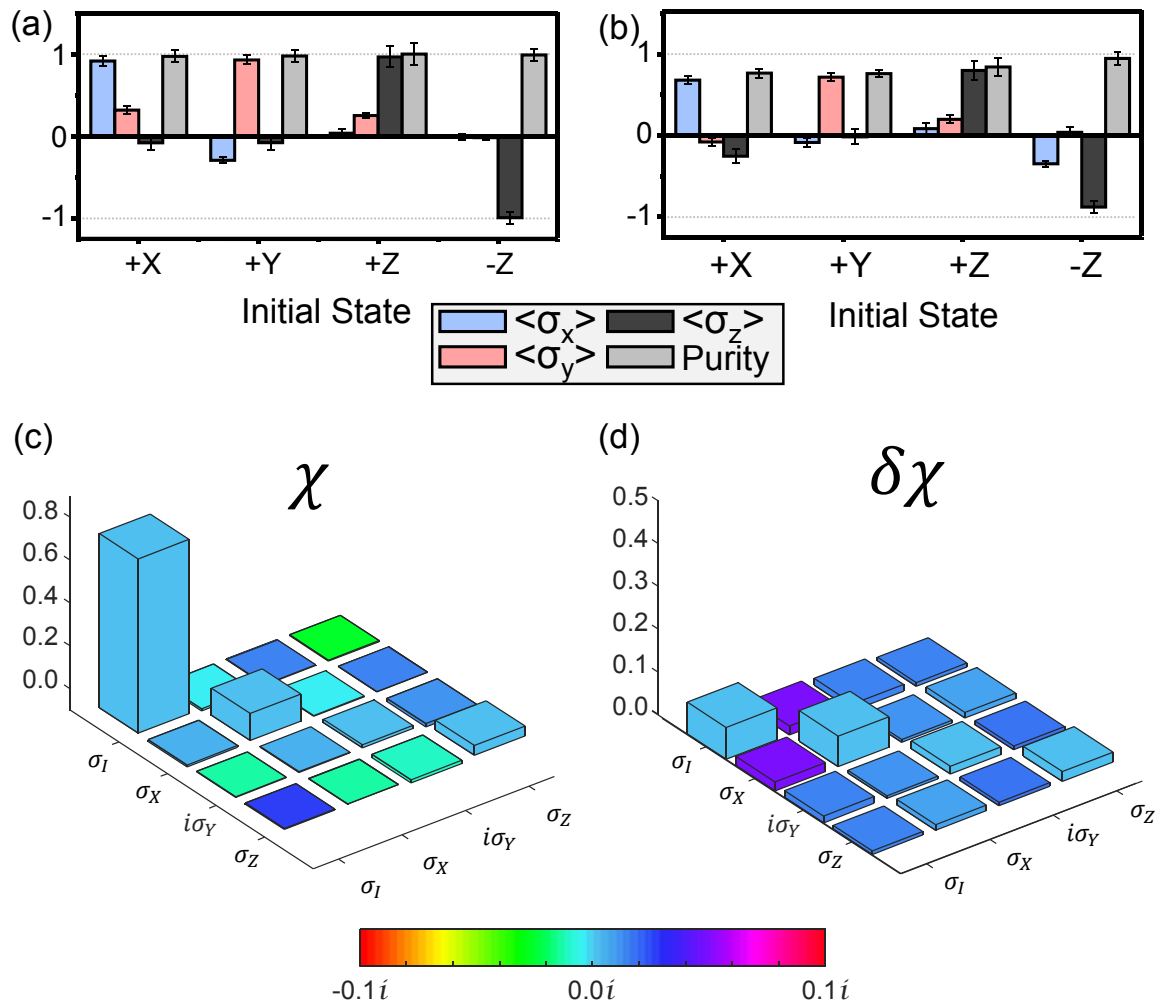 (a)
1
0
-1
+X +Y +Z -Z
Initial State
(b)
1
0
-1
+X +Y +Z -Z
Initial State
<σx> <σz>
<σy> Purity
(c)
χ
0.8
0.6
0.4
0.2
0.0
σI
σX
iσY
σZ
σI
σX
iσY
σZ
(d)
δχ
0.5
0.4
0.3
0.2
0.1
0.0
σI
σX
iσY
σZ
σI
σX
iσY
σZ
-0.1i 0.0i 0.1i